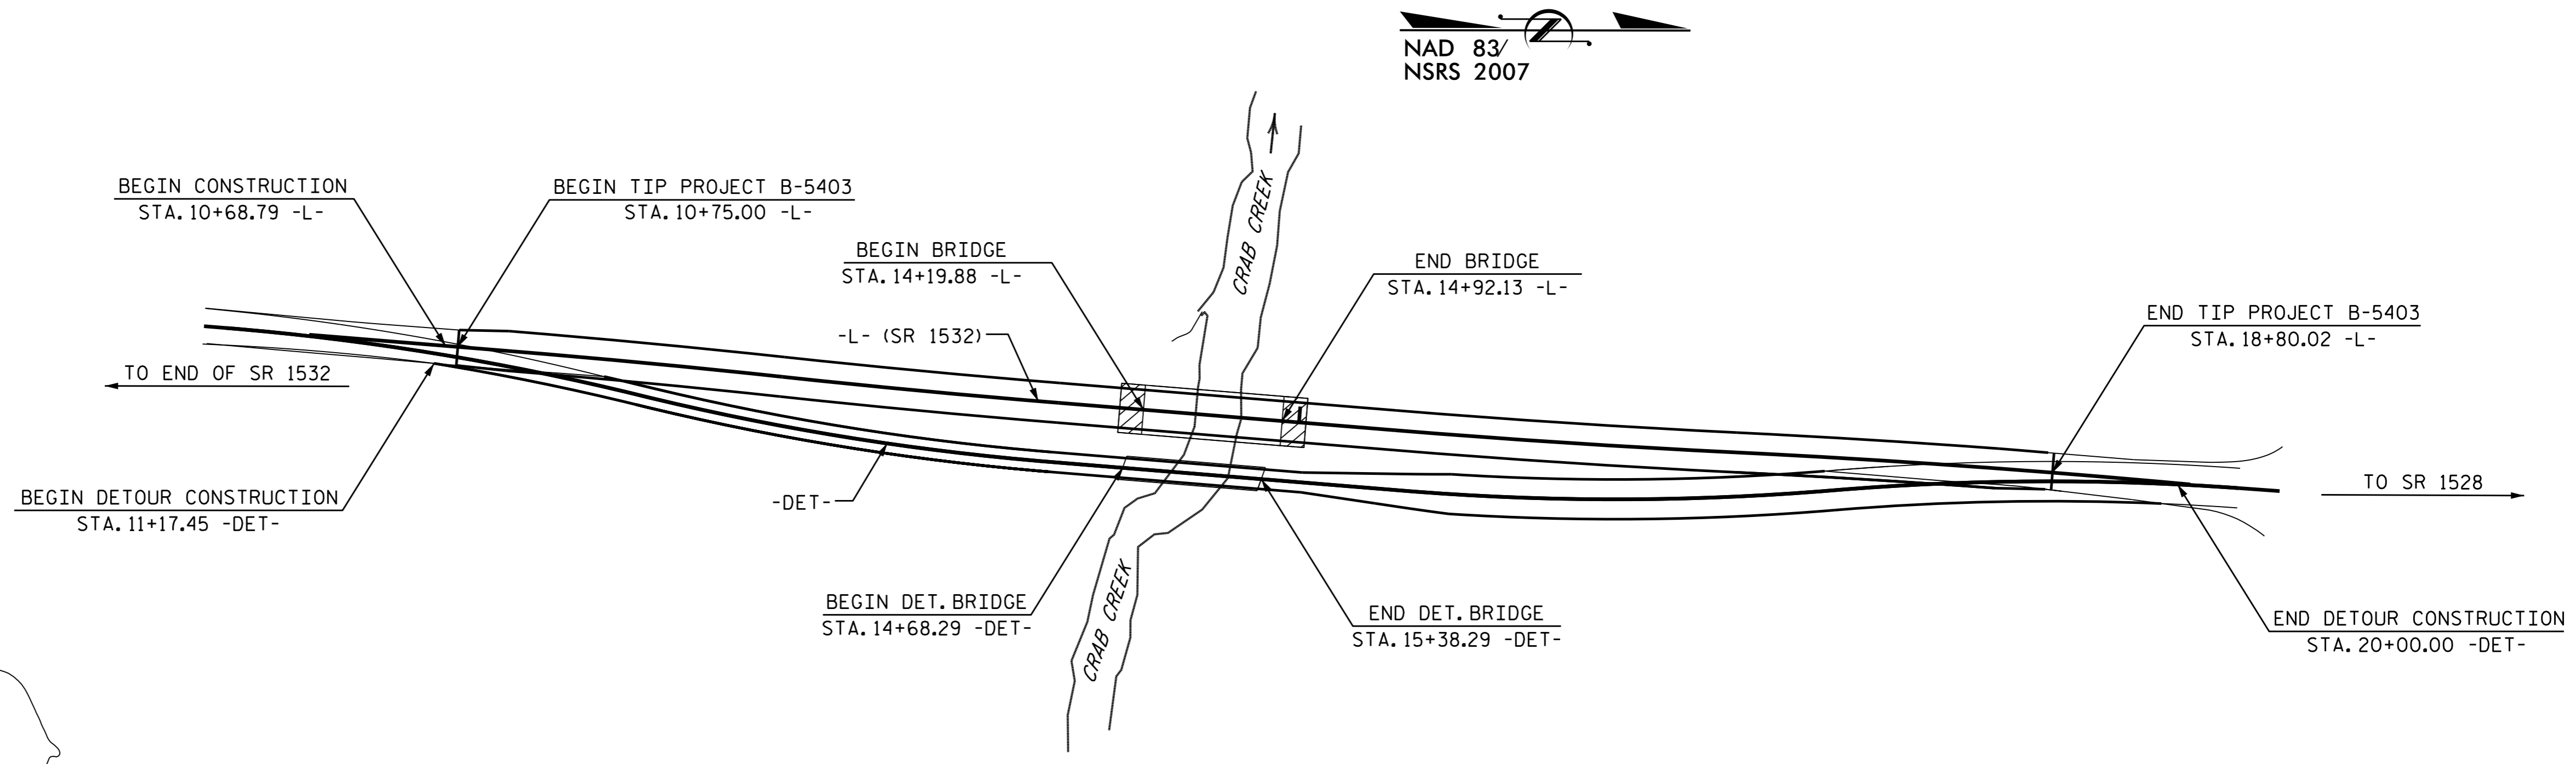 NAD 83/
NSRS 2007
BEGIN CONSTRUCTION
STA. 10+68.79 -L-
BEGIN TIP PROJECT B-5403
STA. 10+75.00 -L-
BEGIN BRIDGE
STA. 14+19.88 -L-
CRAB CREEK
END BRIDGE
STA. 14+92.13 -L-
-L- (SR 1532)
END TIP PROJECT B-5403
STA. 18+80.02 -L-
TO END OF SR 1532
TO SR 1528
BEGIN DETOUR CONSTRUCTION
STA. 11+17.45 -DET-
-DET-
BEGIN DET. BRIDGE
STA. 14+68.29 -DET-
CRAB CREEK
END DET. BRIDGE
STA. 15+38.29 -DET-
END DETOUR CONSTRUCTION
STA. 20+00.00 -DET-